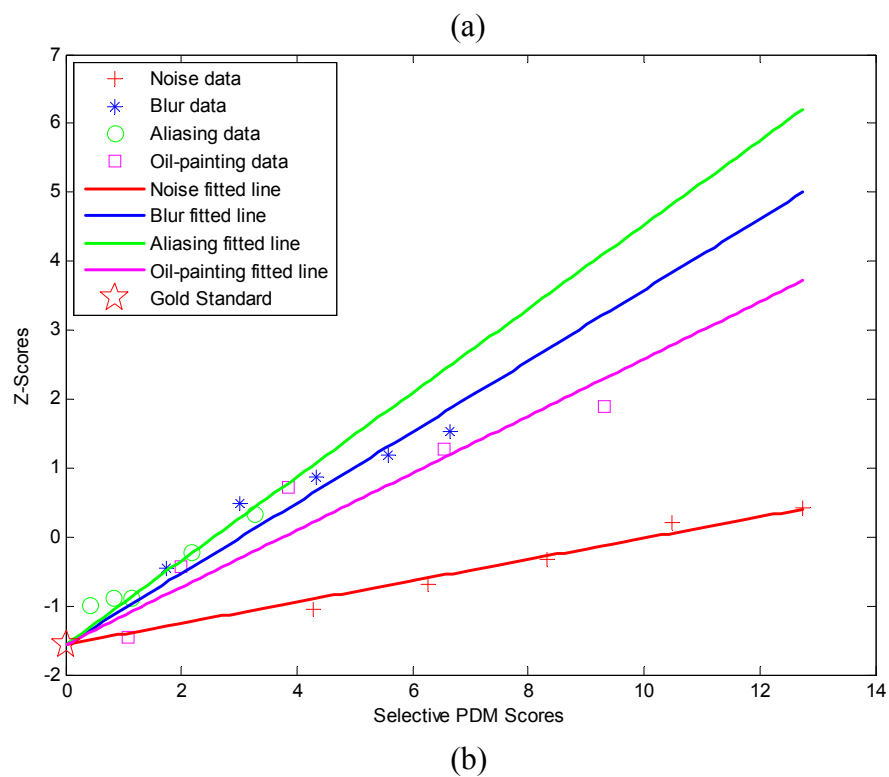 (a)
7
6
5
4
3
2
1
0
-1
-2
Z-Scores
Noise data
Blur data
Aliasing data
Oil-painting data
Noise fitted line
Blur fitted line
Aliasing fitted line
Oil-painting fitted line
Gold Standard
0 2 4 6 8 10 12 14
Selective PDM Scores
(b)